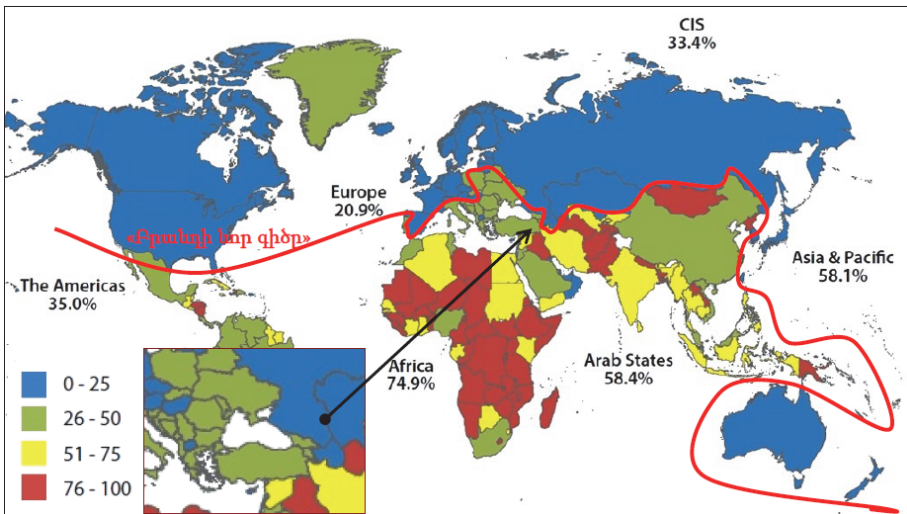 CIS
33.4%
Europe
20.9%
«Բրանդի նոր գիծը»
Asia & Pacific
58.1%
The Americas
35.0%
Africa
74.9%
Arab States
58.4%
0 - 25
26 - 50
51 - 75
76 - 100